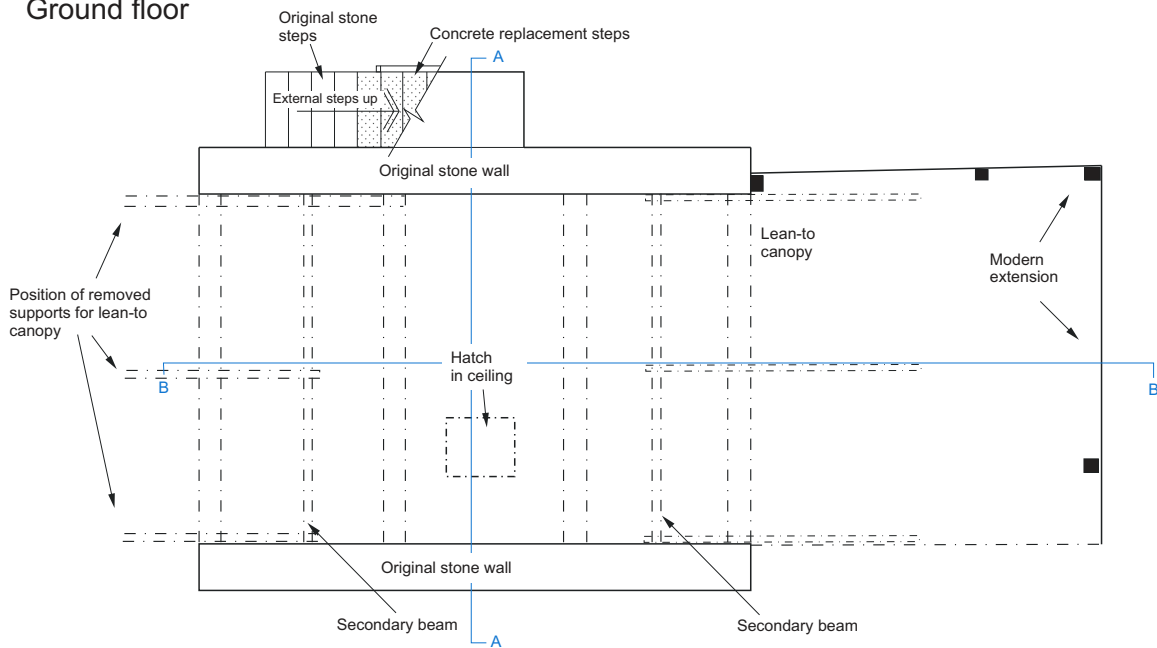 Ground floor
Original stone
steps
Concrete replacement steps
A
External steps up
Original stone wall
Lean-to
canopy
Modern
extension
Position of removed
supports for lean-to
canopy
Hatch
in ceiling
B
B
Original stone wall
Secondary beam
Secondary beam
A